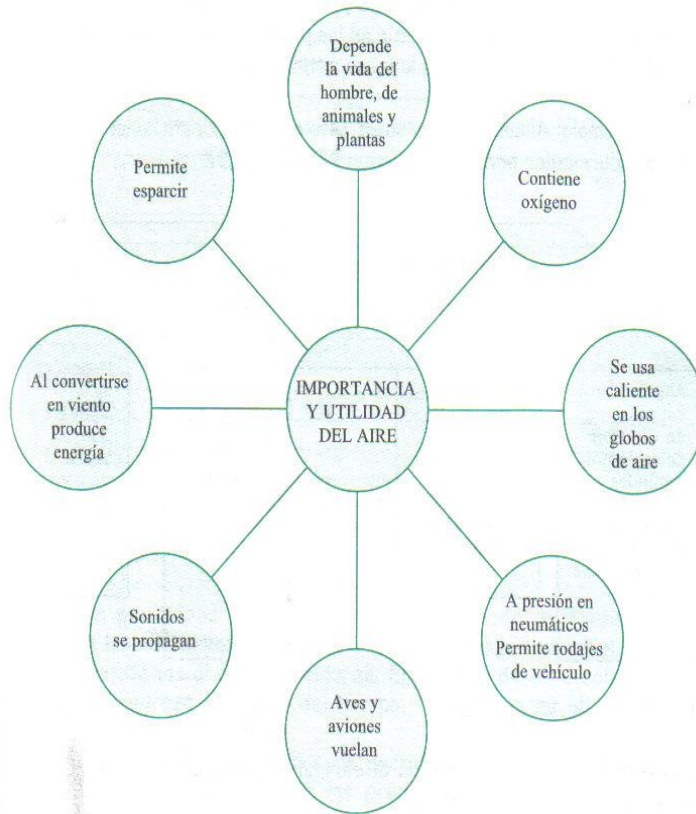 Depende
la vida del
hombre, de
animales y
plantas
Permite
esparcir
Contiene
oxígeno
Al convertirse
en viento
produce
energía
IMPORTANCIA
Y UTILIDAD
DEL AIRE
Se usa
caliente
en los
globos
de aire
Sonidos
se propagan
A presión en
neumáticos
Permite rodajes
de vehículo
Aves y
aviones
vuelan